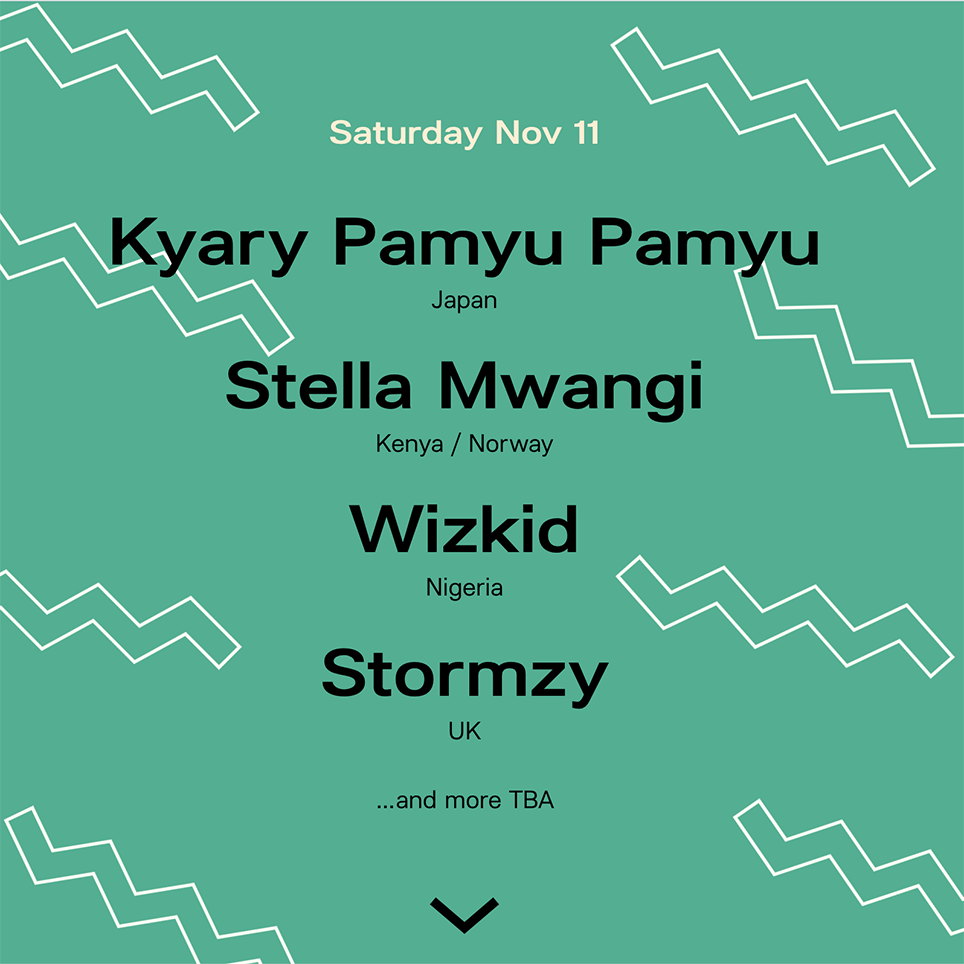 Saturday Nov 11
Kyary Pamyu Pamyu
Japan
Stella Mwangi
Kenya / Norway
Wizkid
Nigeria
Stormzy
UK
...and more TBA